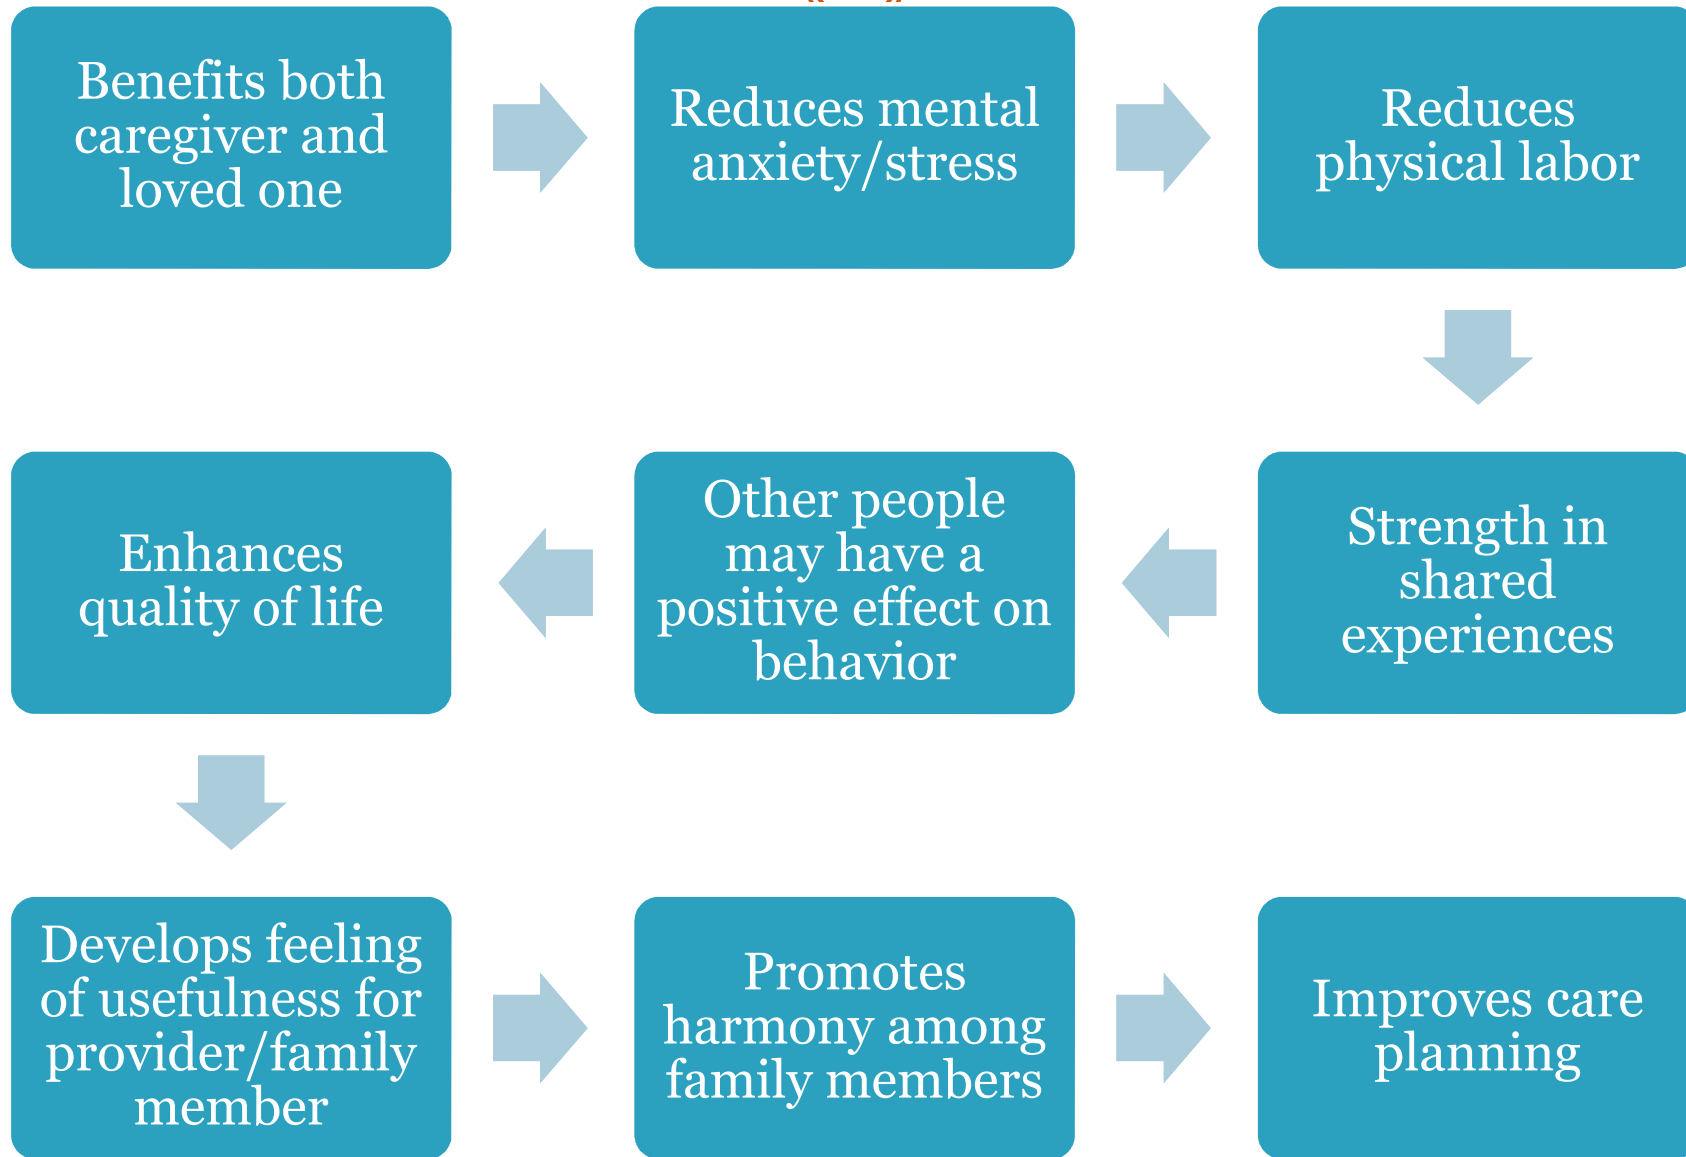 Benefits both
caregiver and
loved one
Reduces mental
anxiety/stress
Reduces
physical labor
Strength in
shared
experiences
Other people
may have a
positive effect on
behavior
Enhances
quality of life
Develops feeling
of usefulness for
provider/family
member
Promotes
harmony among
family members
Improves care
planning